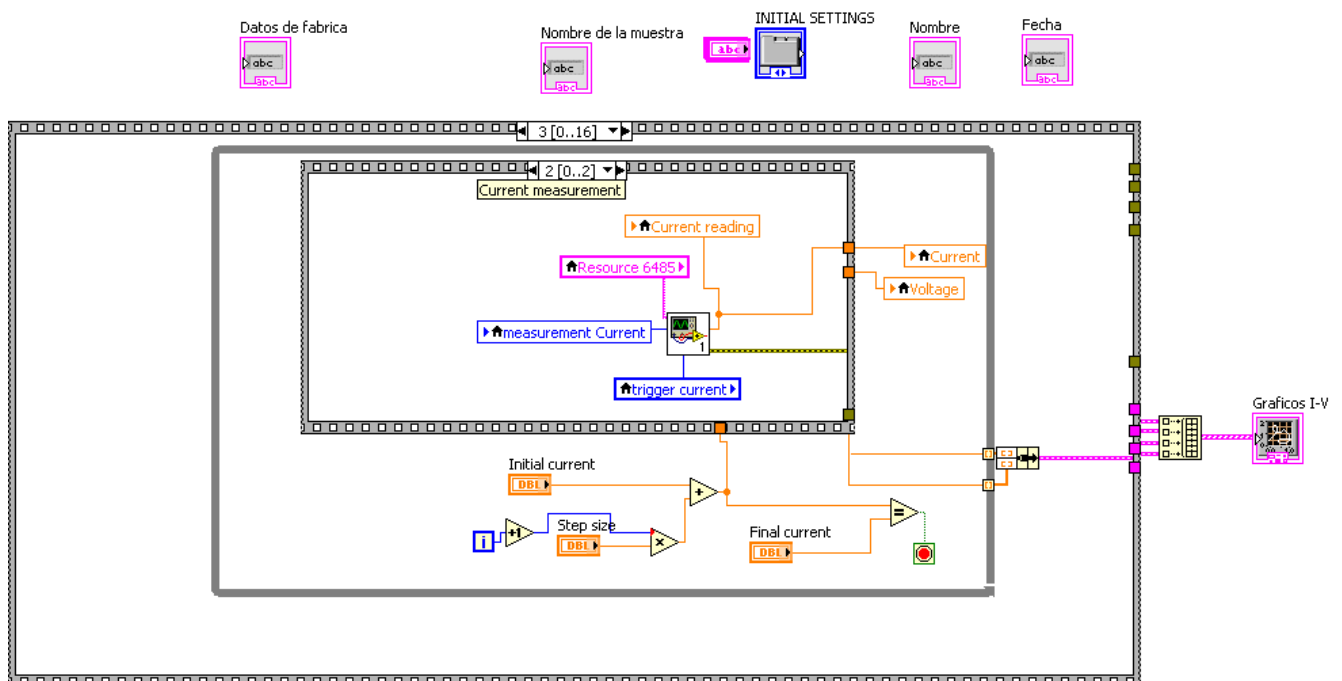 Datos de fabrica
abc
abc
Nombre de la muestra
abc
abc
INITIAL SETTINGS
abc
Nombre
abc
abc
Fecha
abc
abc
3 [0..16]
2 [0..2]
Current measurement
Current reading
Resource 6485
measurement Current
1
trigger current
Current
Voltage
Graficos I-V
Initial current
DBL
+
i
+1
Step size
DBL
×
Final current
DBL
=